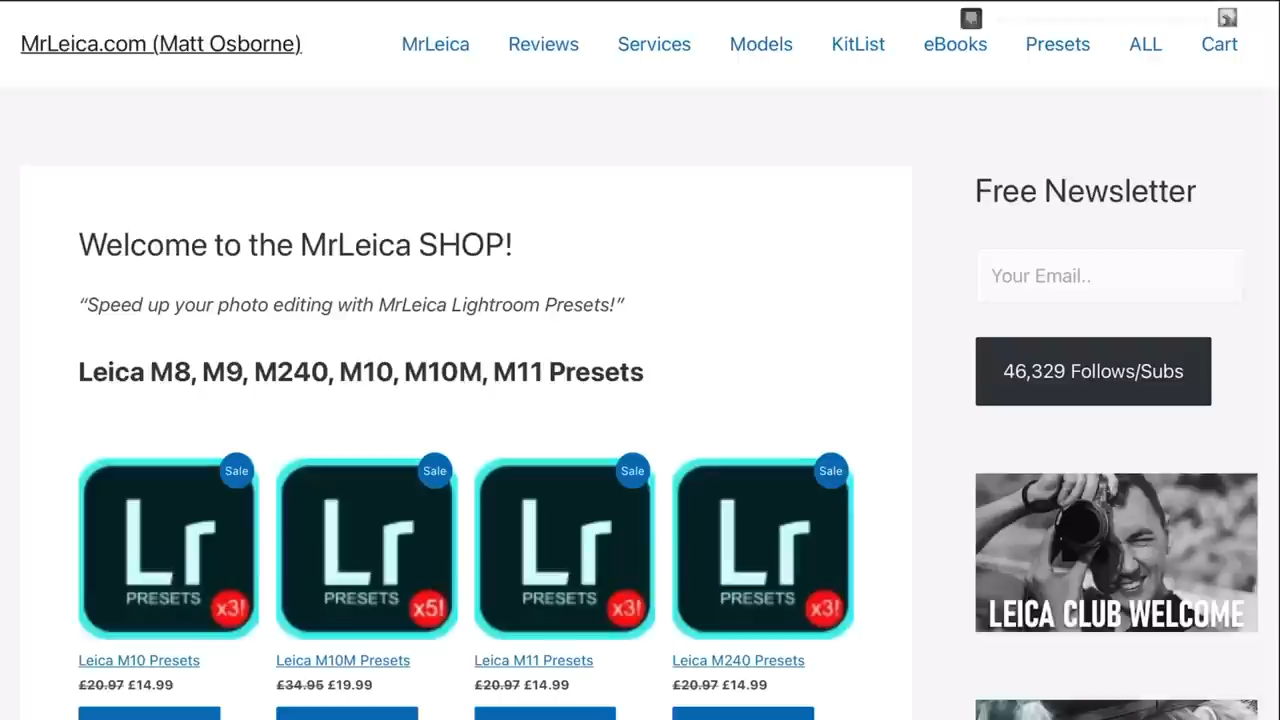 MrLeica.com (Matt Osborne)
MrLeica Reviews Services Models KitList eBooks Presets ALL Cart
Welcome to the MrLeica SHOP!
“Speed up your photo editing with MrLeica Lightroom Presets!”
Leica M8, M9, M240, M10, M10M, M11 Presets
Sale Sale Sale Sale
Lr Lr Lr Lr
PRESETS PRESETS PRESETS PRESETS
x3! x5! x3! x3!
Leica M10 Presets Leica M10M Presets Leica M11 Presets Leica M240 Presets
£20.97 £14.99 £34.95 £19.99 £20.97 £14.99 £20.97 £14.99
Free Newsletter
Your Email..
46,329 Follows/Subs
LEICA CLUB WELCOME